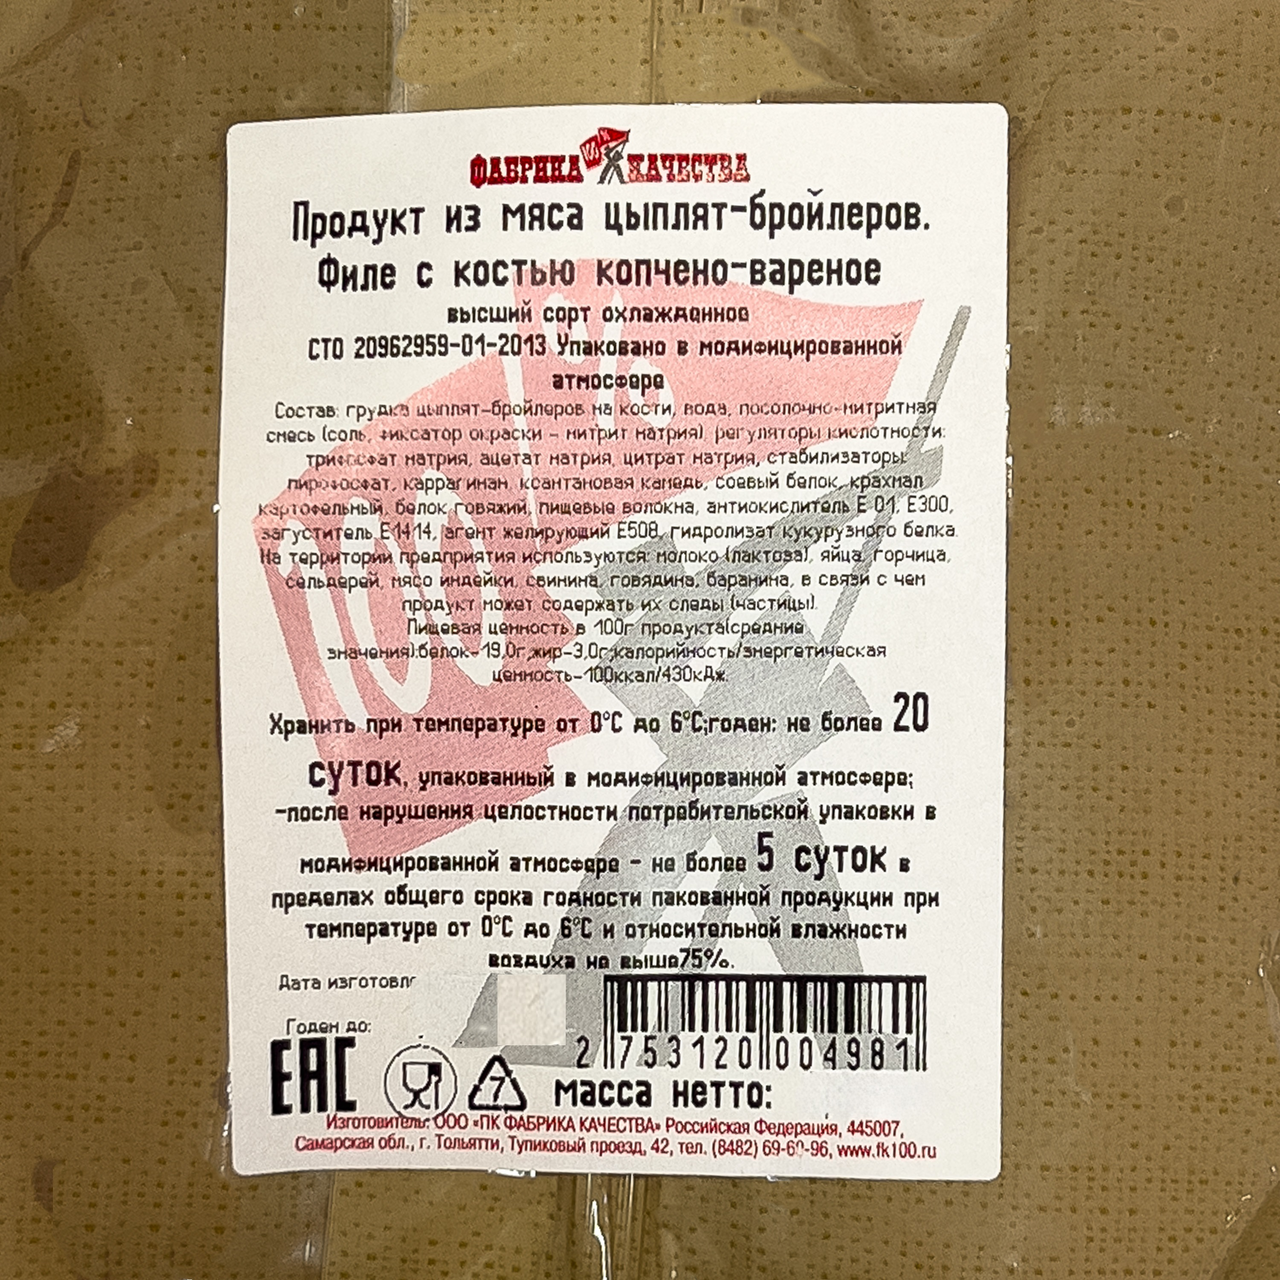 ФАБРИКА 100% КАЧЕСТВА
Продукт из мяса цыплят-бройлеров.
Филе с костью копчено-вареное
высший сорт охлажденное
СТО 20962959-01-2013 Упаковано в модифицированной
атмосфере
Состав: грудка цыплят-бройлеров на кости, вода, посолочно-нитритная
смесь (соль, фиксатор окраски - нитрит натрия), регуляторы кислотности:
трифосфат натрия, ацетат натрия, цитрат натрия, стабилизаторы:
пирофосфат, каррагинан, ксантановая камедь, соевый белок, крахмал
картофельный, белок говяжий, пищевые волокна, антиокислитель Е 01, Е300,
загуститель Е1414, агент желирующий Е508, гидролизат кукурузного белка.
На территории предприятия используются: молоко (лактоза), яйца, горчица,
сельдерей, мясо индейки, свинина, говядина, баранина, в связи с чем
продукт может содержать их следы (частицы).
Пищевая ценность в 100г продукта(средние
значения):белок-19,0г;жир-3,0г;калорийность/энергетическая
ценность-100ккал/430кДж.
Хранить при температуре от 0°С до 6°С;годен: не более 20
суток, упакованный в модифицированной атмосфере;
-после нарушения целостности потребительской упаковки в
модифицированной атмосфере - не более 5 суток в
пределах общего срока годности пакованной продукции при
температуре от 0°С до 6°С и относительной влажности
воздуха не выше75%.
Дата изготовл
Годен до:
2 753120 004981
ЕАС
7
масса нетто:
Изготовитель: ООО «ПК ФАБРИКА КАЧЕСТВА» Российская Федерация, 445007,
Самарская обл., г. Тольятти, Тупиковый проезд, 42, тел. (8482) 69-60-96, www.fk100.ru